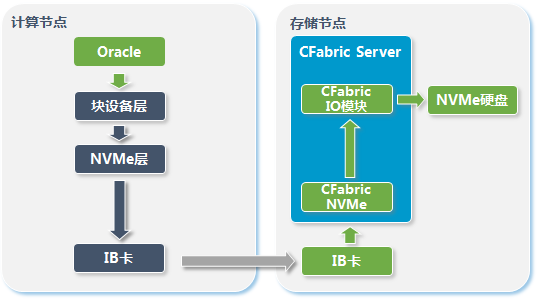 计算节点
Oracle
块设备层
NVMe层
IB卡
存储节点
CFabric Server
CFabric
IO模块
NVMe硬盘
CFabric
NVMe
IB卡